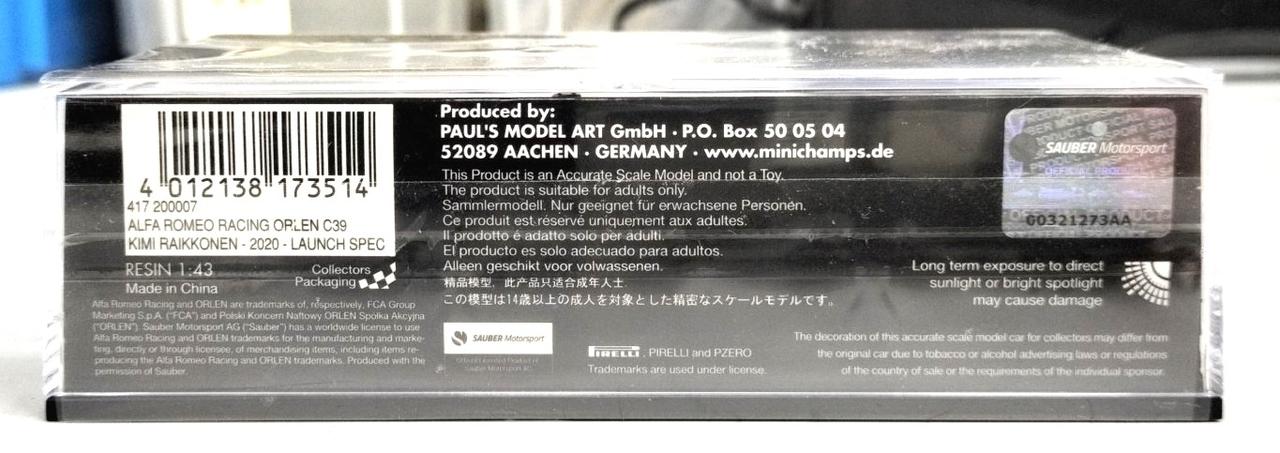 4 012138 173514
417 200007
ALFA ROMEO RACING ORLEN C39
KIMI RAIKKONEN - 2020 - LAUNCH SPEC
RESIN 1:43
Made in China
Collectors
Packaging
Alfa Romeo Racing and ORLEN are trademarks of, respectively, FCA Group
Marketing S.p.A. ("FCA") and Polski Koncern Naftowy ORLEN Spółka Akcyjna
("ORLEN"). Sauber Motorsport AG ("Sauber") has a worldwide license to use
Alfa Romeo Racing and ORLEN trademarks for the manufacturing and marke-
ting, directly or through licensee, of merchandising items, including items re-
producing the Alfa Romeo Racing and ORLEN trademarks. Produced with the
permission of Sauber.
Produced by:
PAUL'S MODEL ART GmbH · P.O. Box 50 05 04
52089 AACHEN · GERMANY · www.minichamps.de
This Product is an Accurate Scale Model and not a Toy.
The product is suitable for adults only.
Sammlermodell. Nur geeignet für erwachsene Personen.
Ce produit est réservé uniquement aux adultes.
Il prodotto é adatto solo per adulti.
El producto es solo adecuado para adultos.
Alleen geschikt voor volwassenen.
精品模型，此产品只适合成年人士
この模型は14歳以上の成人を対象とした精密なスケールモデルです。
SAUBER Motorsport
Sauber Motorsport AG
PIRELLI, PIRELLI and PZERO
Trademarks are used under license.
SAUBER Motorsport
OFFICIAL PRODUCT
00321273AA
Long term exposure to direct
sunlight or bright spotlight
may cause damage
The decoration of this accurate scale model car for collectors may differ from
the original car due to tobacco or alcohol advertising laws or regulations
of the country of sale or the requirements of the individual sponsor.